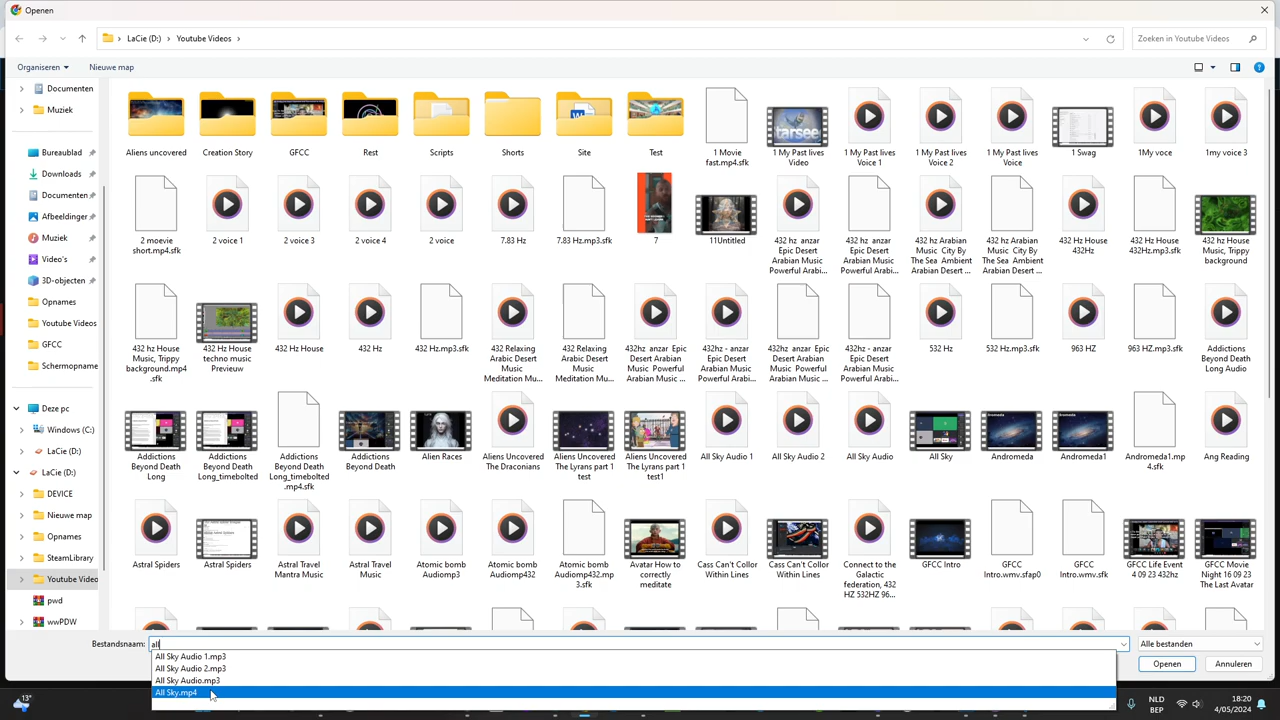 Openen
LaCie (D:) › Youtube Videos ›
Zoeken in Youtube Videos
Organiseren
Nieuwe map
Documenten
Muziek
Bureaublad
Downloads
Documenten
Afbeeldinger
Muziek
Video's
3D-objecten
Opnames
Youtube Videos
GFCC
Schermopname
Deze pc
Windows (C:)
LaCie (D:)
LaCie (D:)
DEVICE
Nieuwe map
Opnames
SteamLibrary
Youtube Video
pwd
wwPDW
Aliens uncovered
Creation Story
GFCC
Rest
Scripts
Shorts
Site
Test
1 Movie
fast.mp4.sfk
1 My Past lives
Video
1 My Past lives
Voice 1
1 My Past lives
Voice 2
1 My Past lives
Voice
1 Swag
1My voce
1my voice 3
2 moevie
short.mp4.sfk
2 voice 1
2 voice 3
2 voice 4
2 voice
7.83 Hz
7.83 Hz.mp3.sfk
7
11Untitled
432 hz anzar
Epic Desert
Arabian Music
Powerful Arabi...
432 hz anzar
Epic Desert
Arabian Music
Powerful Arabi...
432 hz Arabian
Music City By
The Sea Ambient
Arabian Desert ...
432 hz Arabian
Music City By
The Sea Ambient
Arabian Desert ...
432 Hz House
432Hz
432 Hz House
432Hz.mp3.sfk
432 hz House
Music, Trippy
background
432 hz House
Music, Trippy
background.mp4
.sfk
432 Hz House
techno music
Previeuw
432 Hz House
432 Hz
432 Hz.mp3.sfk
432 Relaxing
Arabic Desert
Music
Meditation Mu...
432 Relaxing
Arabic Desert
Music
Meditation Mu...
432hz anzar Epic
Desert Arabian
Music Powerful
Arabian Music ...
432hz - anzar
Epic Desert
Arabian Music
Powerful Arabi...
432hz anzar Epic
Desert Arabian
Music Powerful
Arabian Music ...
432hz - anzar
Epic Desert
Arabian Music
Powerful Arabi...
532 Hz
532 Hz.mp3.sfk
963 HZ
963 HZ.mp3.sfk
Addictions
Beyond Death
Long Audio
Addictions
Beyond Death
Long
Addictions
Beyond Death
Long_timebolted
Addictions
Beyond Death
Long_timebolted
.mp4.sfk
Addictions
Beyond Death
Alien Races
Aliens Uncovered
The Draconians
Aliens Uncovered
The Lyrans part 1
test
Aliens Uncovered
The Lyrans part 1
test1
All Sky Audio 1
All Sky Audio 2
All Sky Audio
All Sky
Andromeda
Andromeda1
Andromeda1.mp
4.sfk
Ang Reading
Astral Spiders
Astral Spiders
Astral Travel
Mantra Music
Astral Travel
Music
Atomic bomb
Audiomp3
Atomic bomb
Audiomp432
Atomic bomb
Audiomp432.mp
3.sfk
Avatar How to
correctly
meditate
Cass Can't Collor
Within Lines
Cass Can't Collor
Within Lines
Connect to the
Galactic
federation, 432
HZ 532HZ 96...
GFCC Intro
GFCC
Intro.wmv.sfap0
GFCC
Intro.wmv.sfk
GFCC Life Event
4 09 23 432hz
GFCC Movie
Night 16 09 23
The Last Avatar
Bestandsnaam:
all
Alle bestanden
All Sky Audio 1.mp3
All Sky Audio 2.mp3
All Sky Audio.mp3
All Sky.mp4
Openen
Annuleren
13°
NLD
BEP
18:20
4/05/2024